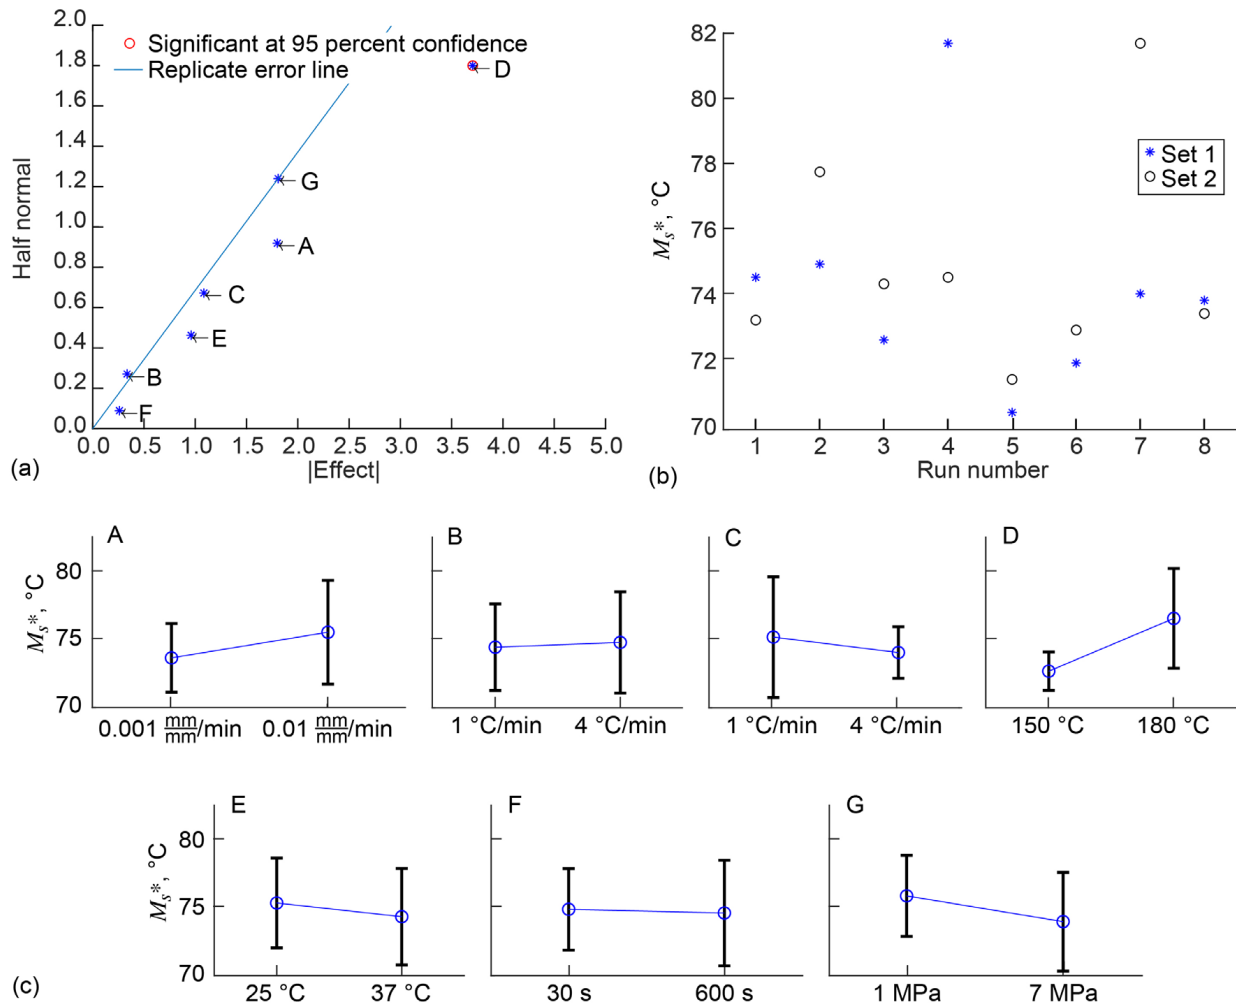 2.0
1.8
1.6
1.4
1.2
1.0
0.8
0.6
0.4
0.2
0.0
Half normal
Significant at 95 percent confidence
Replicate error line
D
G
A
C
E
B
F
0.0 0.5 1.0 1.5 2.0 2.5 3.0 3.5 4.0 4.5 5.0
|Effect|
(a)
82
80
78
76
74
72
70
Ms*, °C
Set 1
Set 2
1 2 3 4 5 6 7 8
Run number
(b)
A
80
75
70
Ms*, °C
0.001 mm/mm/min 0.01 mm/mm/min
B
1 °C/min 4 °C/min
C
1 °C/min 4 °C/min
D
150 °C 180 °C
E
80
75
70
Ms*, °C
25 °C 37 °C
F
30 s 600 s
G
1 MPa 7 MPa
(c)